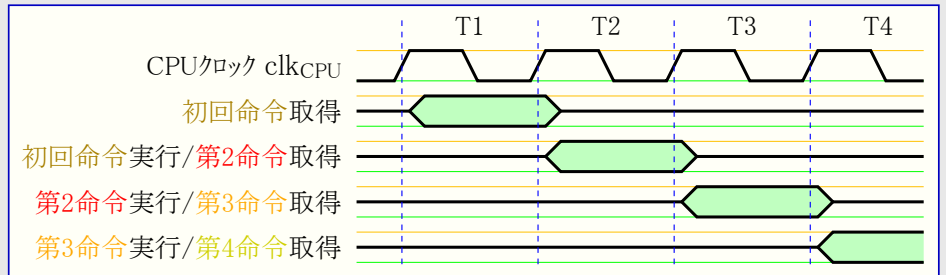 T1 T2 T3 T4
CPUクロック clkCPU
初回命令取得
初回命令実行/第2命令取得
第2命令実行/第3命令取得
第3命令実行/第4命令取得